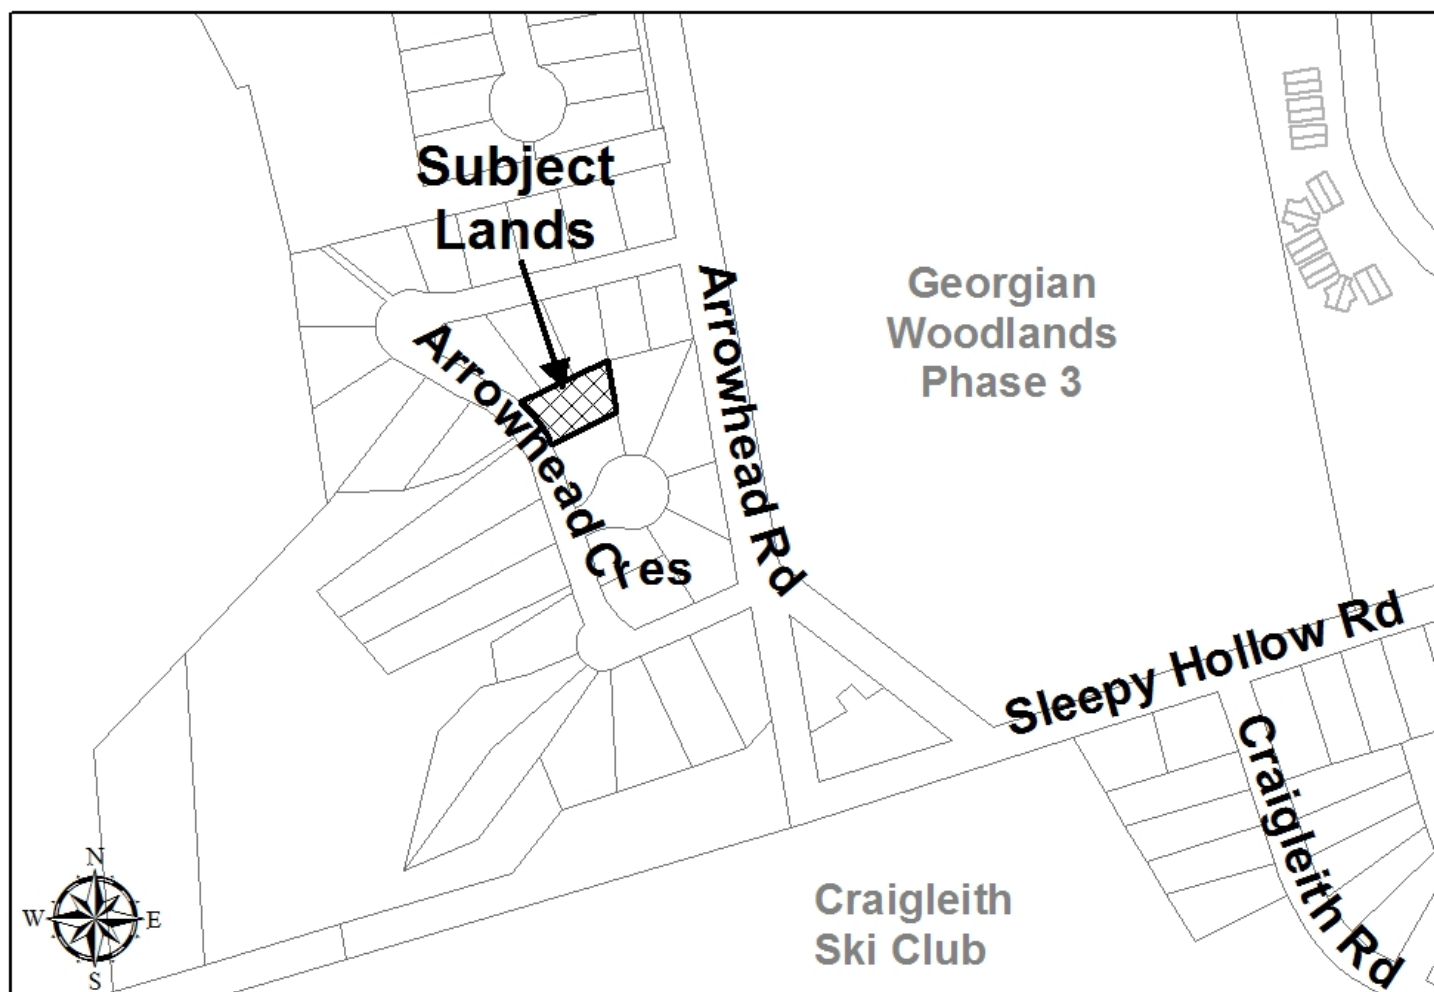 Subject
Lands
Arrowhead Cres
Arrowhead Rd
Georgian
Woodlands
Phase 3
Sleepy Hollow Rd
Craigleith Rd
Craigleith
Ski Club
N
W E
S